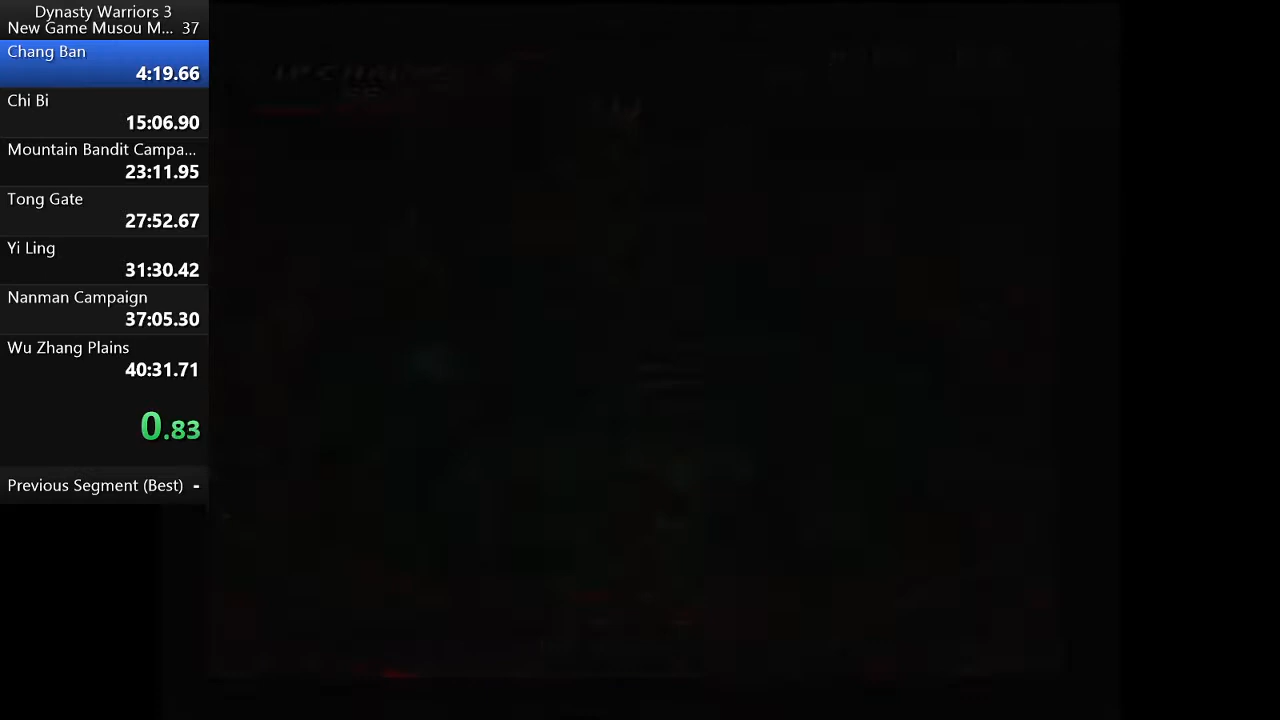 Dynasty Warriors 3
New Game Musou M... 37
Chang Ban
4:19.66
Chi Bi
15:06.90
Mountain Bandit Campa...
23:11.95
Tong Gate
27:52.67
Yi Ling
31:30.42
Nanman Campaign
37:05.30
Wu Zhang Plains
40:31.71
0.83
Previous Segment (Best) -